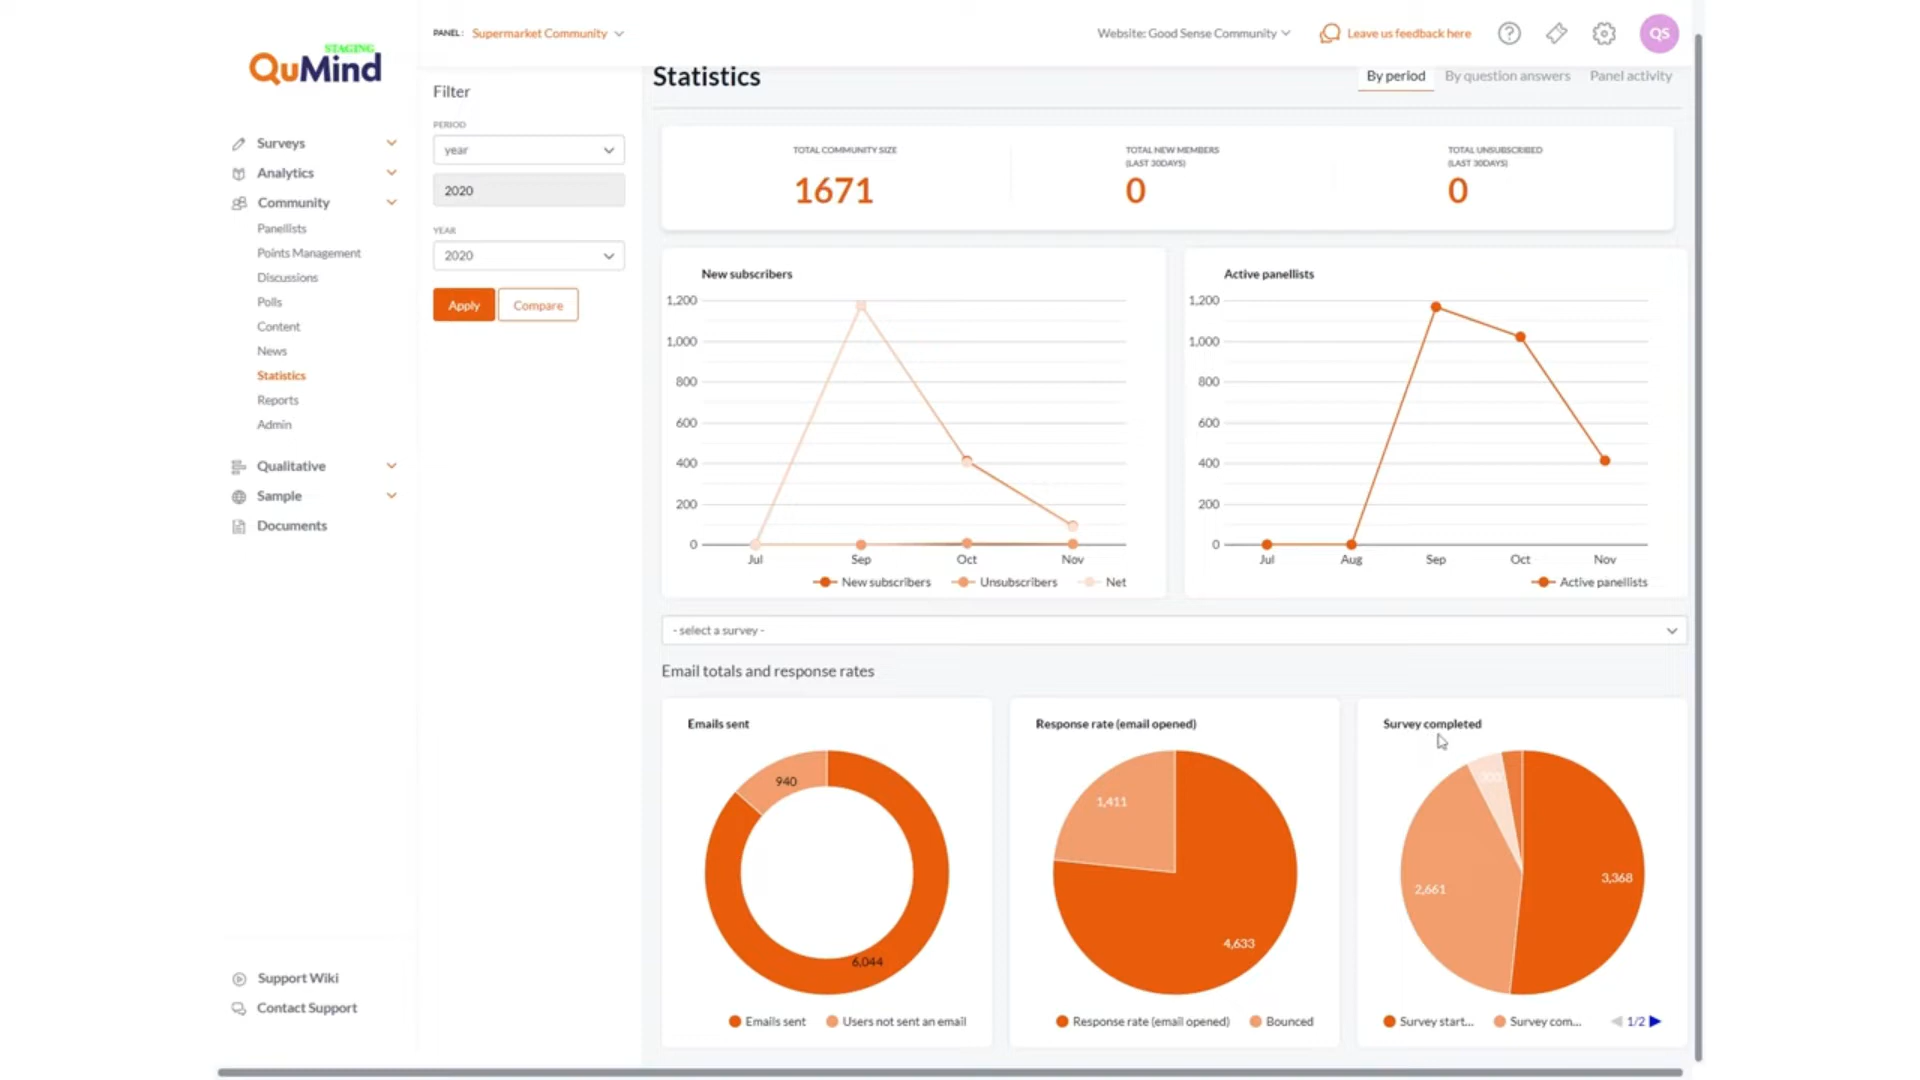 STAGING
QuMind
Surveys
Analytics
Community
Panellists
Points Management
Discussions
Polls
Content
News
Statistics
Reports
Admin
Qualitative
Sample
Documents
Support Wiki
Contact Support
PANEL: Supermarket Community
Website: Good Sense Community
Leave us feedback here
QS
Filter
PERIOD
year
2020
YEAR
2020
Apply
Compare
Statistics
By period
By question answers
Panel activity
TOTAL COMMUNITY SIZE
1671
TOTAL NEW MEMBERS
(LAST 30DAYS)
0
TOTAL UNSUBSCRIBED
(LAST 30DAYS)
0
New subscribers
1,200
1,000
800
600
400
200
0
Jul Sep Oct Nov
New subscribers Unsubscribers Net
Active panellists
1,200
1,000
800
600
400
200
0
Jul Aug Sep Oct Nov
Active panellists
- select a survey -
Email totals and response rates
Emails sent
940
6,044
Emails sent Users not sent an email
Response rate (email opened)
1,411
4,633
Response rate (email opened) Bounced
Survey completed
2,661
3,368
Survey start... Survey com... 1/2